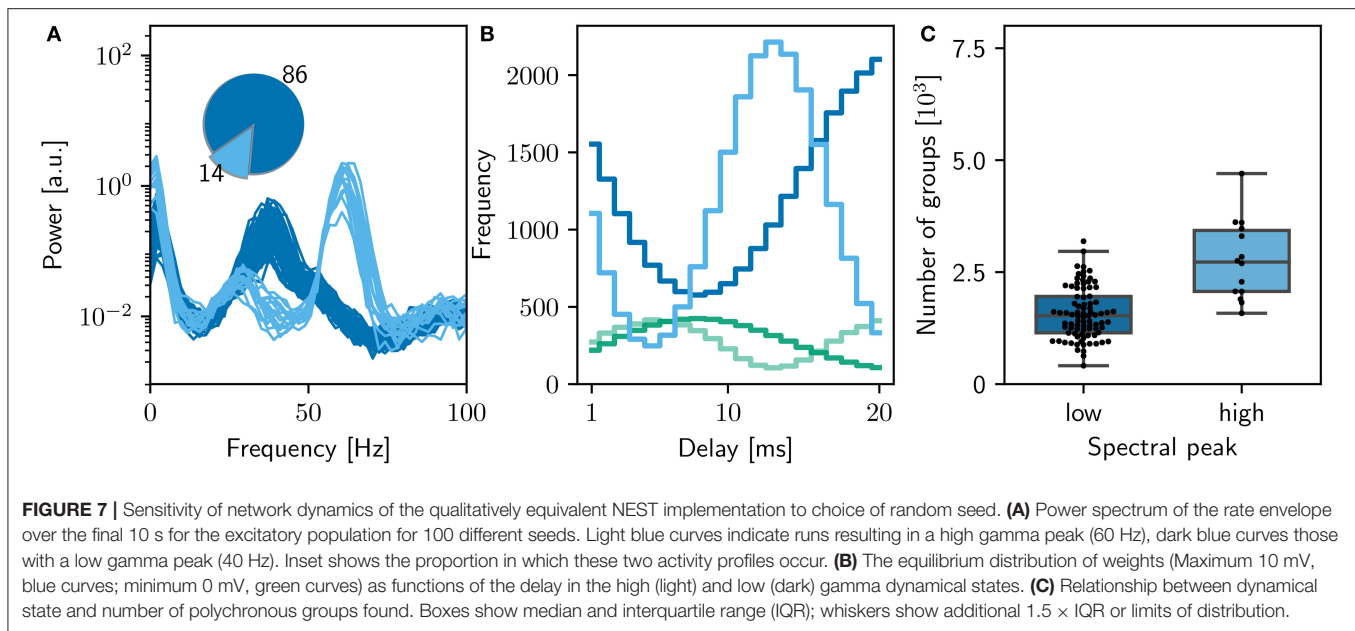 A
10²
10⁰
10⁻²
Power [a.u.]
86
14
0
50
100
Frequency [Hz]
B
2000
1500
1000
500
0
Frequency
1
10
20
Delay [ms]
C
7.5
5.0
2.5
0
Number of groups [10³]
low
high
Spectral peak
FIGURE 7 | Sensitivity of network dynamics of the qualitatively equivalent NEST implementation to choice of random seed. (A) Power spectrum of the rate envelope
over the final 10 s for the excitatory population for 100 different seeds. Light blue curves indicate runs resulting in a high gamma peak (60 Hz), dark blue curves those
with a low gamma peak (40 Hz). Inset shows the proportion in which these two activity profiles occur. (B) The equilibrium distribution of weights (Maximum 10 mV,
blue curves; minimum 0 mV, green curves) as functions of the delay in the high (light) and low (dark) gamma dynamical states. (C) Relationship between dynamical
state and number of polychronous groups found. Boxes show median and interquartile range (IQR); whiskers show additional 1.5 × IQR or limits of distribution.